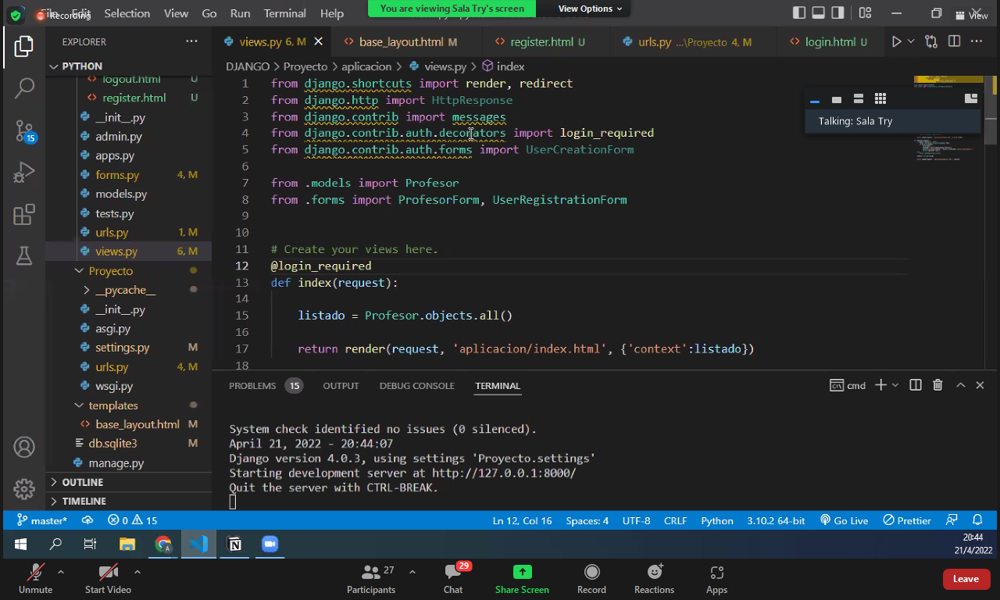 File Edit Selection View Go Run Terminal Help
Recording
You are viewing Sala Try's screen
View Options
View
EXPLORER
PYTHON
logout.html U
register.html U
__init__.py
admin.py
apps.py
forms.py 4, M
models.py
tests.py
urls.py 1, M
views.py 6, M
Proyecto
__pycache__
__init__.py
asgi.py
settings.py M
urls.py 4, M
wsgi.py
templates
base_layout.html M
db.sqlite3 M
manage.py
OUTLINE
TIMELINE
views.py 6, M
base_layout.html M
register.html U
urls.py ...\Proyecto 4, M
login.html U
DJANGO > Proyecto > aplicacion > views.py > index
1 from django.shortcuts import render, redirect
2 from django.http import HttpResponse
3 from django.contrib import messages
4 from django.contrib.auth.decorators import login_required
5 from django.contrib.auth.forms import UserCreationForm
6
7 from .models import Profesor
8 from .forms import ProfesorForm, UserRegistrationForm
9
10
11 # Create your views here.
12 @login_required
13 def index(request):
14
15 listado = Profesor.objects.all()
16
17 return render(request, 'aplicacion/index.html', {'context':listado})
18
Talking: Sala Try
PROBLEMS 15 OUTPUT DEBUG CONSOLE TERMINAL
cmd
System check identified no issues (0 silenced).
April 21, 2022 - 20:44:07
Django version 4.0.3, using settings 'Proyecto.settings'
Starting development server at http://127.0.0.1:8000/
Quit the server with CTRL-BREAK.
15
master* 0 15
Ln 12, Col 16 Spaces: 4 UTF-8 CRLF Python 3.10.2 64-bit Go Live Prettier
20:44
21/4/2022
Unmute
Start Video
Participants 27
Chat 29
Share Screen
Record
Reactions
Apps
Leave